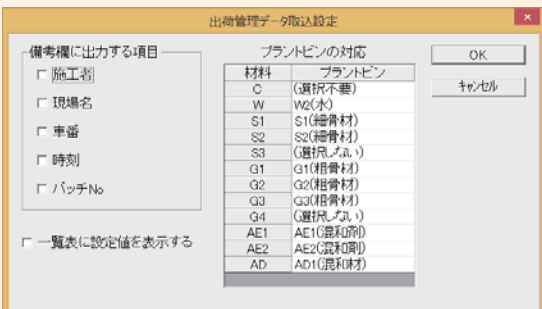 出荷管理データ取込設定
備考欄に出力する項目
施工者
現場名
車番
時刻
バッチNo
一覧表に設定値を表示する
プラントビンの対応
材料 プラントビン
C (選択不要)
W W2(水)
S1 S1(細骨材)
S2 S2(細骨材)
S3 (選択しない)
G1 G1(粗骨材)
G2 G2(粗骨材)
G3 G3(粗骨材)
G4 (選択しない)
AE1 AE1(混和剤)
AE2 AE2(混和剤)
AD AD1(混和材)
OK
キャンセル